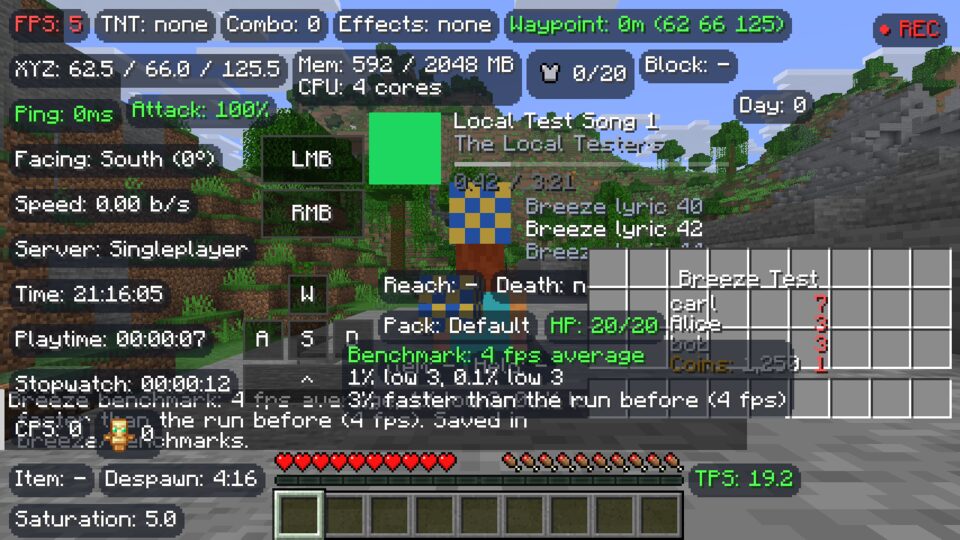 FPS: 5
TNT: none
Combo: 0
Effects: none
Waypoint: 0m (62 66 125)
REC
XYZ: 62.5 / 66.0 / 125.5
Mem: 592 / 2048 MB
CPU: 4 cores
0/20
Block: -
Day: 0
Ping: 0ms
Attack: 100%
Local Test Song 1
The Local Testers
0:42 / 3:21
Facing: South (0°)
LMB
Speed: 0.00 b/s
RMB
Breeze lyric 40
Breeze lyric 42
Breeze
Server: Singleplayer
Time: 21:16:05
W
Reach: -
Death:
Breeze Test
carl 7
Alice 3
bob 3
Coins: 1,250 1
Playtime: 00:00:07
A
S
D
Pack: Default
HP: 20/20
Benchmark: 4 fps average
1% low 3, 0.1% low 3
3% faster than the run before (4 fps)
Stopwatch: 00:00:12
Breeze benchmark: 4 fps
than the run before (4 fps). Saved in
CPS: 0
0
Item: -
Despawn: 4:16
TPS: 19.2
Saturation: 5.0